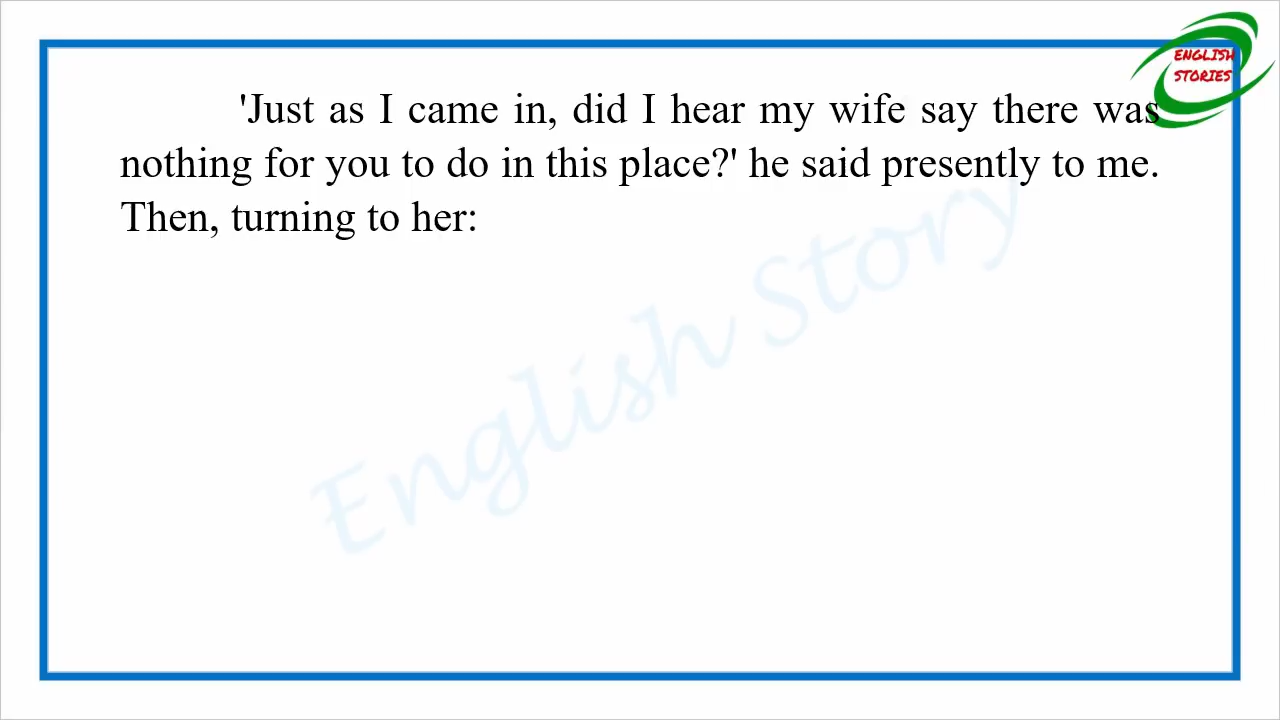 ENGLISH
STORIES
'Just as I came in, did I hear my wife say there was
nothing for you to do in this place?' he said presently to me.
Then, turning to her:
English Story